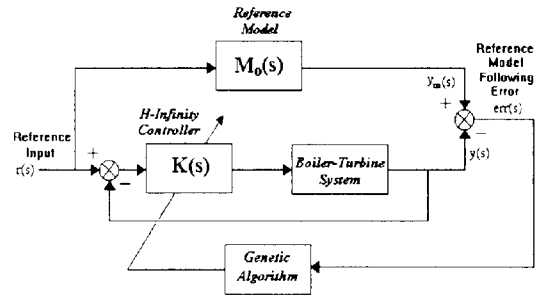 Reference
Model
M₀(s)
yₘ(s)
Reference
Model
Following
Error
err(s)
+
−
H-Infinity
Controller
K(s)
Reference
Input
r(s)
+
−
Boiler-Turbine
System
y(s)
Genetic
Algorithm